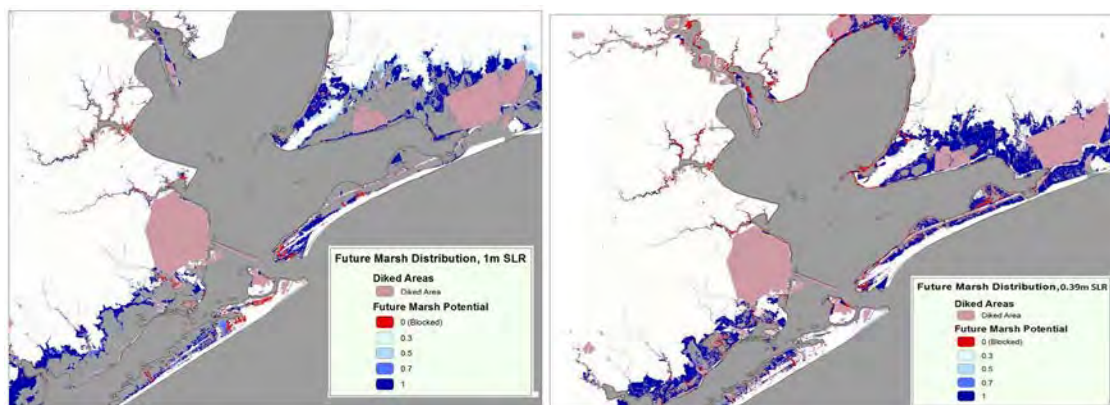 Future Marsh Distribution, 1m SLR
Diked Areas
Diked Area
Future Marsh Potential
0 (Blocked)
0.3
0.5
0.7
1
Future Marsh Distribution,0.39m SLR
Diked Areas
Diked Area
Future Marsh Potential
0 (Blocked)
0.3
0.5
0.7
1